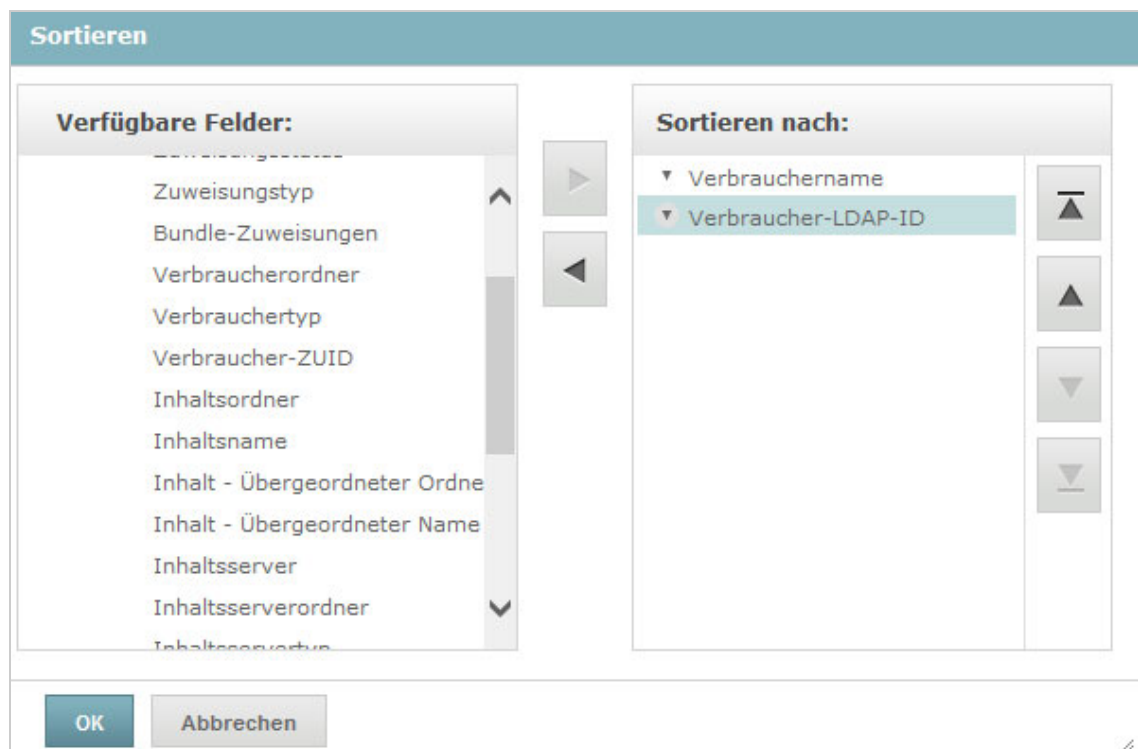 Sortieren
Verfügbare Felder:
Zuweisungstyp
Bundle-Zuweisungen
Verbraucherordner
Verbrauchertyp
Verbraucher-ZUID
Inhaltsordner
Inhaltsname
Inhalt - Übergeordneter Ordne
Inhalt - Übergeordneter Name
Inhaltsserver
Inhaltsserverordner
Inhaltsservertyp
Sortieren nach:
Verbrauchername
Verbraucher-LDAP-ID
OK
Abbrechen